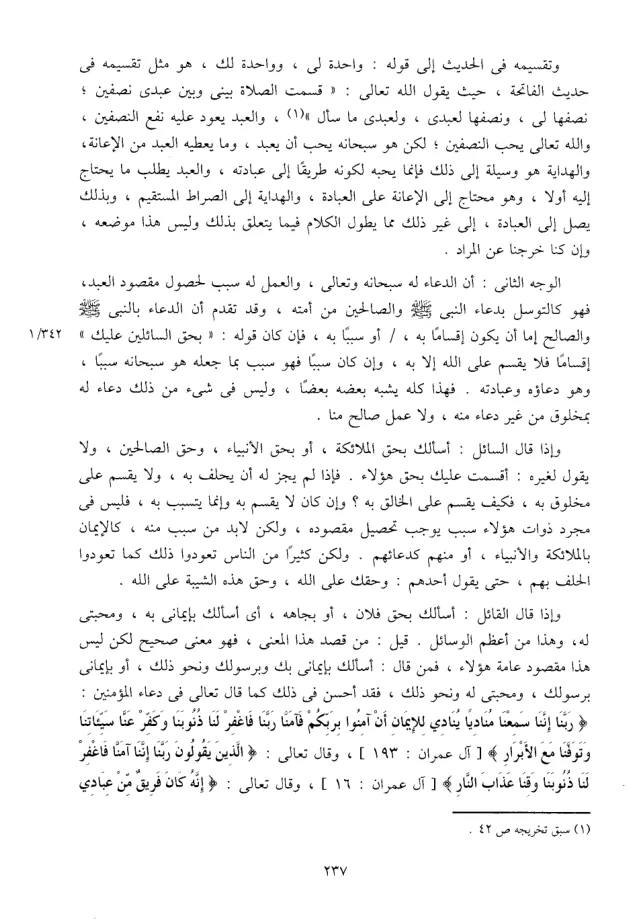 وتقسيمه فى الحديث إلى قوله : واحدة لى ، وواحدة لك ، هو مثل تقسيمه فى
حديث الفاتحة ، حيث يقول الله تعالى : « قسمت الصلاة بينى وبين عبدى نصفين ؛
نصفها لى ، ونصفها لعبدى ، ولعبدى ما سأل »(١) ، والعبد يعود عليه نفع النصفين ،
والله تعالى يحب النصفين ؛ لكن هو سبحانه يحب أن يعبد ، وما يعطيه العبد من الإعانة،
والهداية هو وسيلة إلى ذلك فإنما يحبه لكونه طريقًا إلى عبادته ، والعبد يطلب ما يحتاج
إليه أولا ، وهو محتاج إلى الإعانة على العبادة ، والهداية إلى الصراط المستقيم ، وبذلك
يصل إلى العبادة ، إلى غير ذلك مما يطول الكلام فيما يتعلق بذلك وليس هذا موضعه ،
وإن كنا خرجنا عن المراد .
الوجه الثانى : أن الدعاء له سبحانه وتعالى ، والعمل له سبب لحصول مقصود العبد،
فهو كالتوسل بدعاء النبى ﷺ والصالحين من أمته ، وقد تقدم أن الدعاء بالنبى ﷺ
والصالح إما أن يكون إقسامًا به ، / أو سببًا به ، فإن كان قوله : « بحق السائلين عليك » ١/٣٤٢
إقسامًا فلا يقسم على الله إلا به ، وإن كان سببًا فهو سبب بما جعله هو سبحانه سببًا ،
وهو دعاؤه وعبادته . فهذا كله يشبه بعضه بعضًا ، وليس فى شىء من ذلك دعاء له
بمخلوق من غير دعاء منه ، ولا عمل صالح منا .
وإذا قال السائل : أسألك بحق الملائكة ، أو بحق الأنبياء ، وحق الصالحين ، ولا
يقول لغيره : أقسمت عليك بحق هؤلاء . فإذا لم يجز له أن يحلف به ، ولا يقسم على
مخلوق به ، فكيف يقسم على الخالق به ؟ وإن كان لا يقسم به وإنما يتسبب به ، فليس فى
مجرد ذوات هؤلاء سبب يوجب تحصيل مقصوده ، ولكن لابد من سبب منه ، كالإيمان
بالملائكة والأنبياء ، أو منهم كدعائهم . ولكن كثيرًا من الناس تعودوا ذلك كما تعودوا
الحلف بهم ، حتى يقول أحدهم : وحقك على الله ، وحق هذه الشيبة على الله .
وإذا قال القائل : أسألك بحق فلان ، أو بجاهه ، أى أسألك بإيمانى به ، ومحبتى
له، وهذا من أعظم الوسائل . قيل : من قصد هذا المعنى ، فهو معنى صحيح لكن ليس
هذا مقصود عامة هؤلاء ، فمن قال : أسألك بإيمانى بك وبرسولك ونحو ذلك ، أو بإيمانى
برسولك ، ومحبتى له ونحو ذلك ، فقد أحسن فى ذلك كما قال تعالى فى دعاء المؤمنين :
﴿ رَبَّنَا إِنَّنَا سَمِعْنَا مُنَادِيًا يُنَادِي لِلإِيمَانِ أَنْ آمِنُوا بِرَبِّكُمْ فَآمَنَّا رَبَّنَا فَاغْفِرْ لَنَا ذُنُوبَنَا وَكَفِّرْ عَنَّا سَيِّئَاتِنَا
وَتَوَفَّنَا مَعَ الأَبْرَارِ ﴾ [ آل عمران : ١٩٣ ] ، وقال تعالى : ﴿ الَّذِينَ يَقُولُونَ رَبَّنَا إِنَّنَا آمَنَّا فَاغْفِرْ
لَنَا ذُنُوبَنَا وَقِنَا عَذَابَ النَّارِ ﴾ [ آل عمران : ١٦ ] ، وقال تعالى : ﴿ إِنَّهُ كَانَ فَرِيقٌ مِّنْ عِبَادِي
(١) سبق تخريجه ص ٤٢ .
٢٣٧